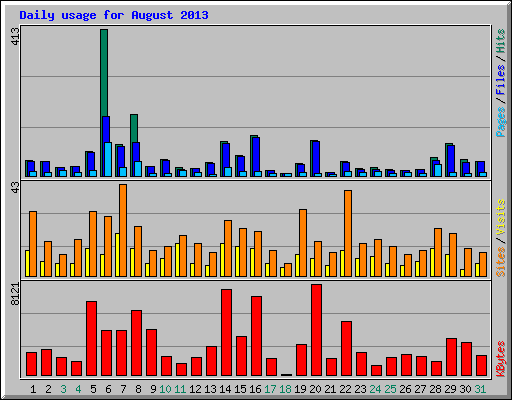 Daily usage for August 2013
413
Pages / Files / Hits
43
Sites / Visits
8121
KBytes
1 2 3 4 5 6 7 8 9 10 11 12 13 14 15 16 17 18 19 20 21 22 23 24 25 26 27 28 29 30 31